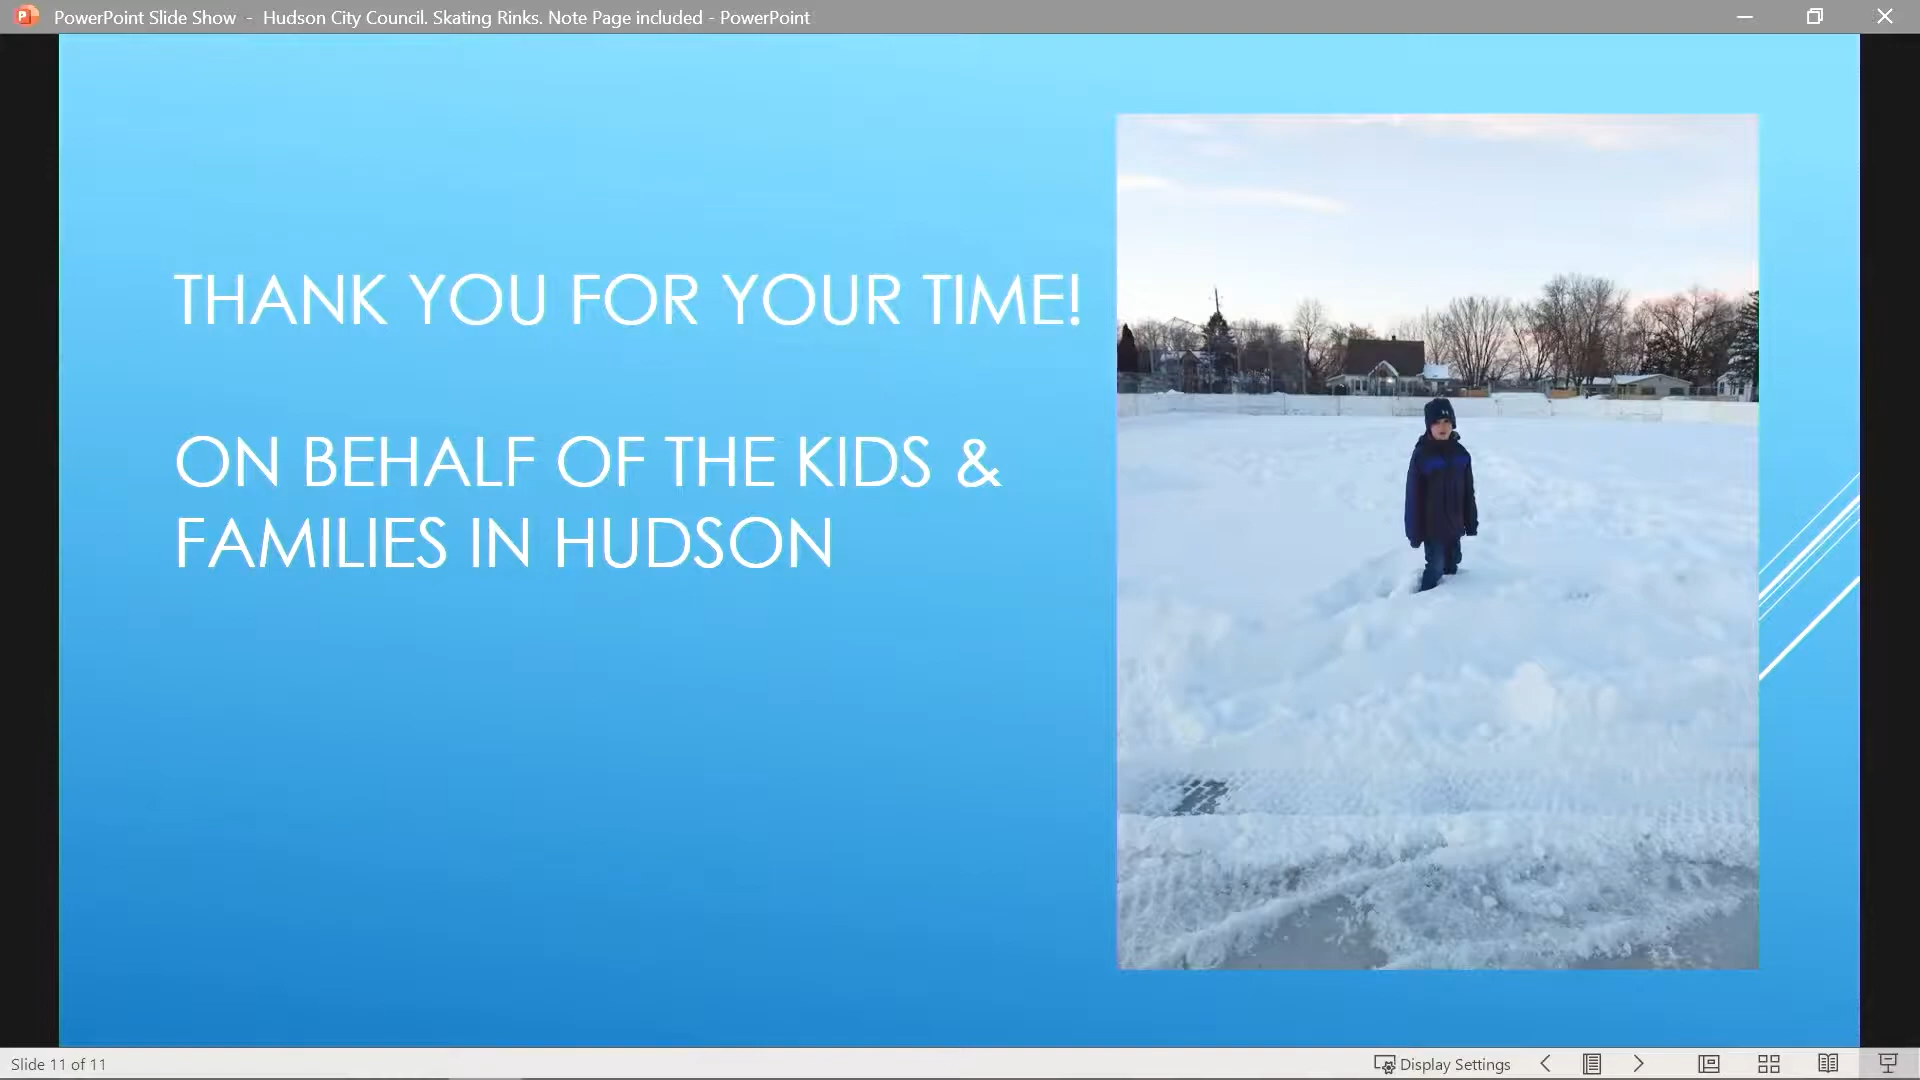 PowerPoint Slide Show - Hudson City Council. Skating Rinks. Note Page included - PowerPoint
THANK YOU FOR YOUR TIME!
ON BEHALF OF THE KIDS &
FAMILIES IN HUDSON
Slide 11 of 11
Display Settings